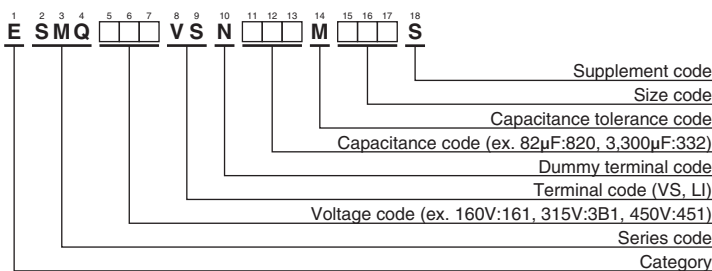 1 2 3 4 5 6 7 8 9 10 11 12 13 14 15 16 17 18
E SMQ □□□ VS N □□□ M □□□ S
Supplement code
Size code
Capacitance tolerance code
Capacitance code (ex. 82μF:820, 3,300μF:332)
Dummy terminal code
Terminal code (VS, LI)
Voltage code (ex. 160V:161, 315V:3B1, 450V:451)
Series code
Category